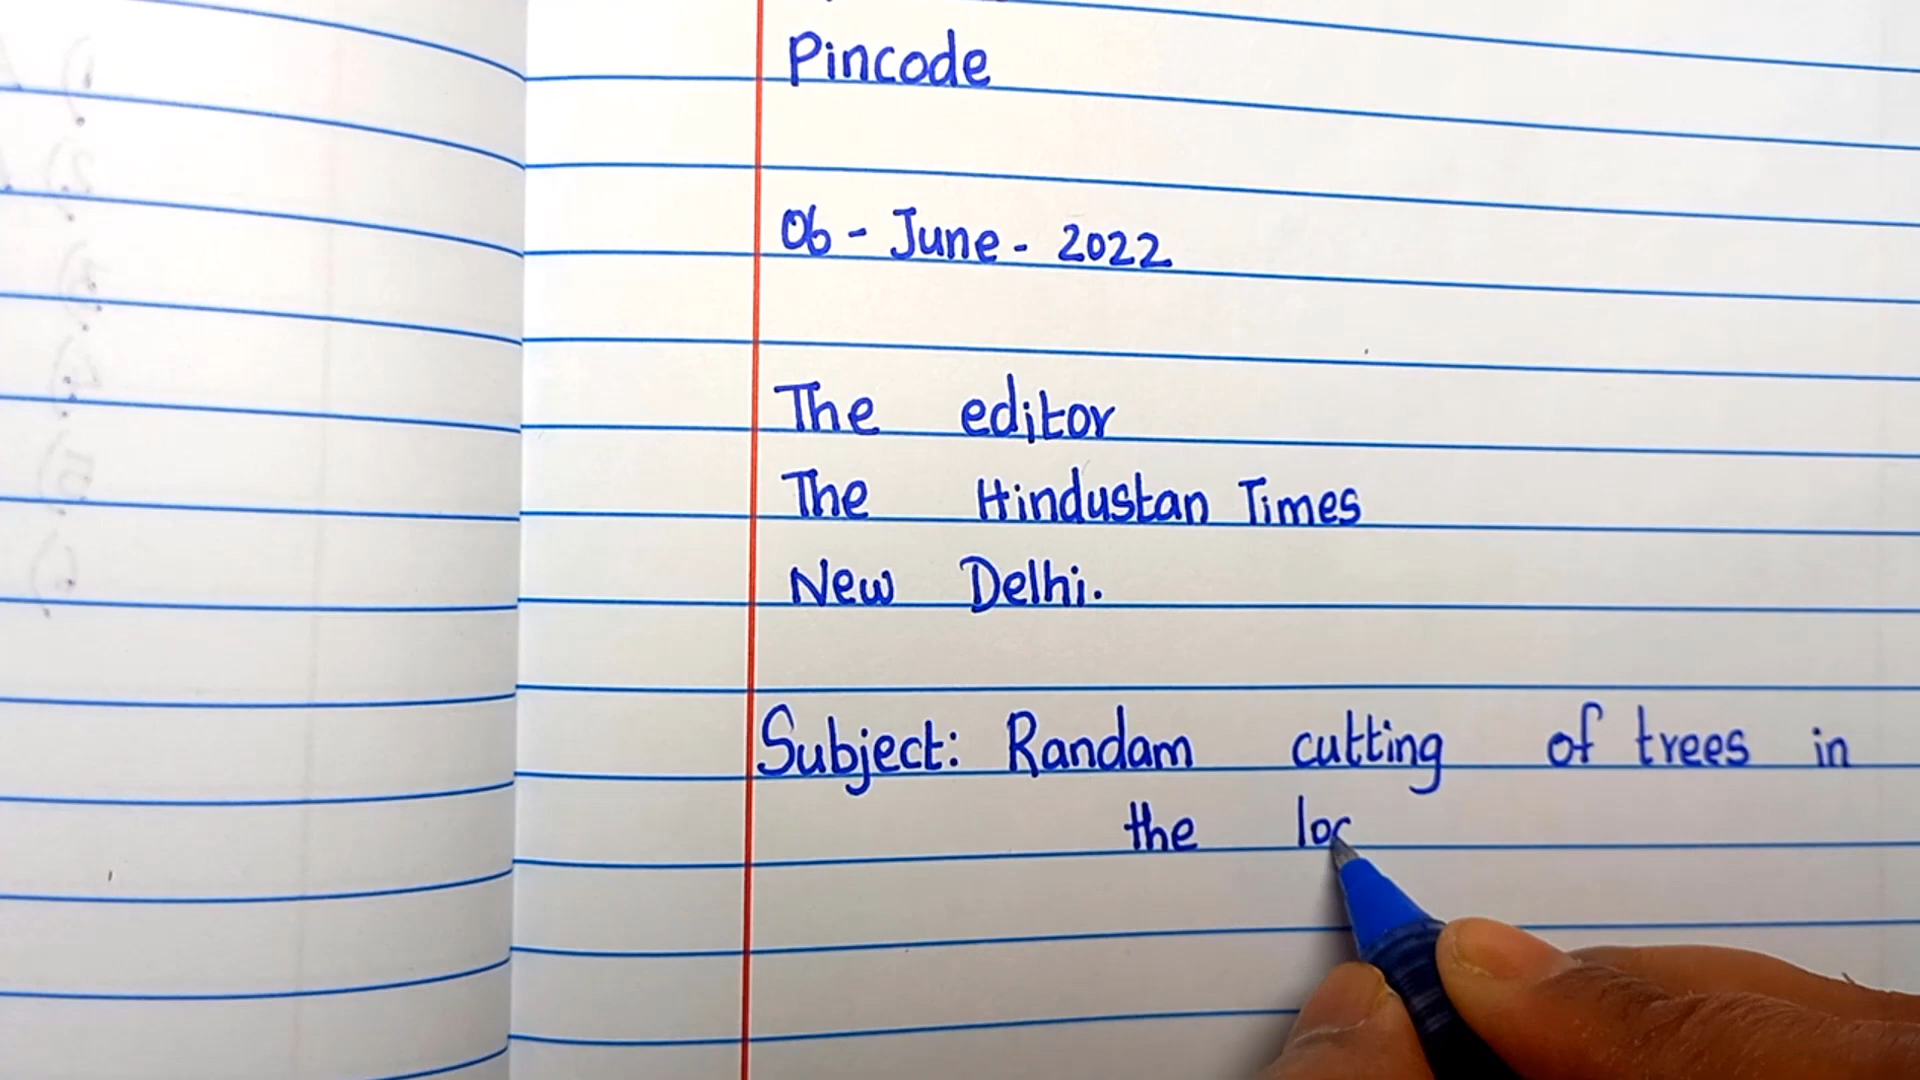 Pincode
06 - June - 2022
The editor
The Hindustan Times
New Delhi.
Subject: Randam cutting of trees in
the loc